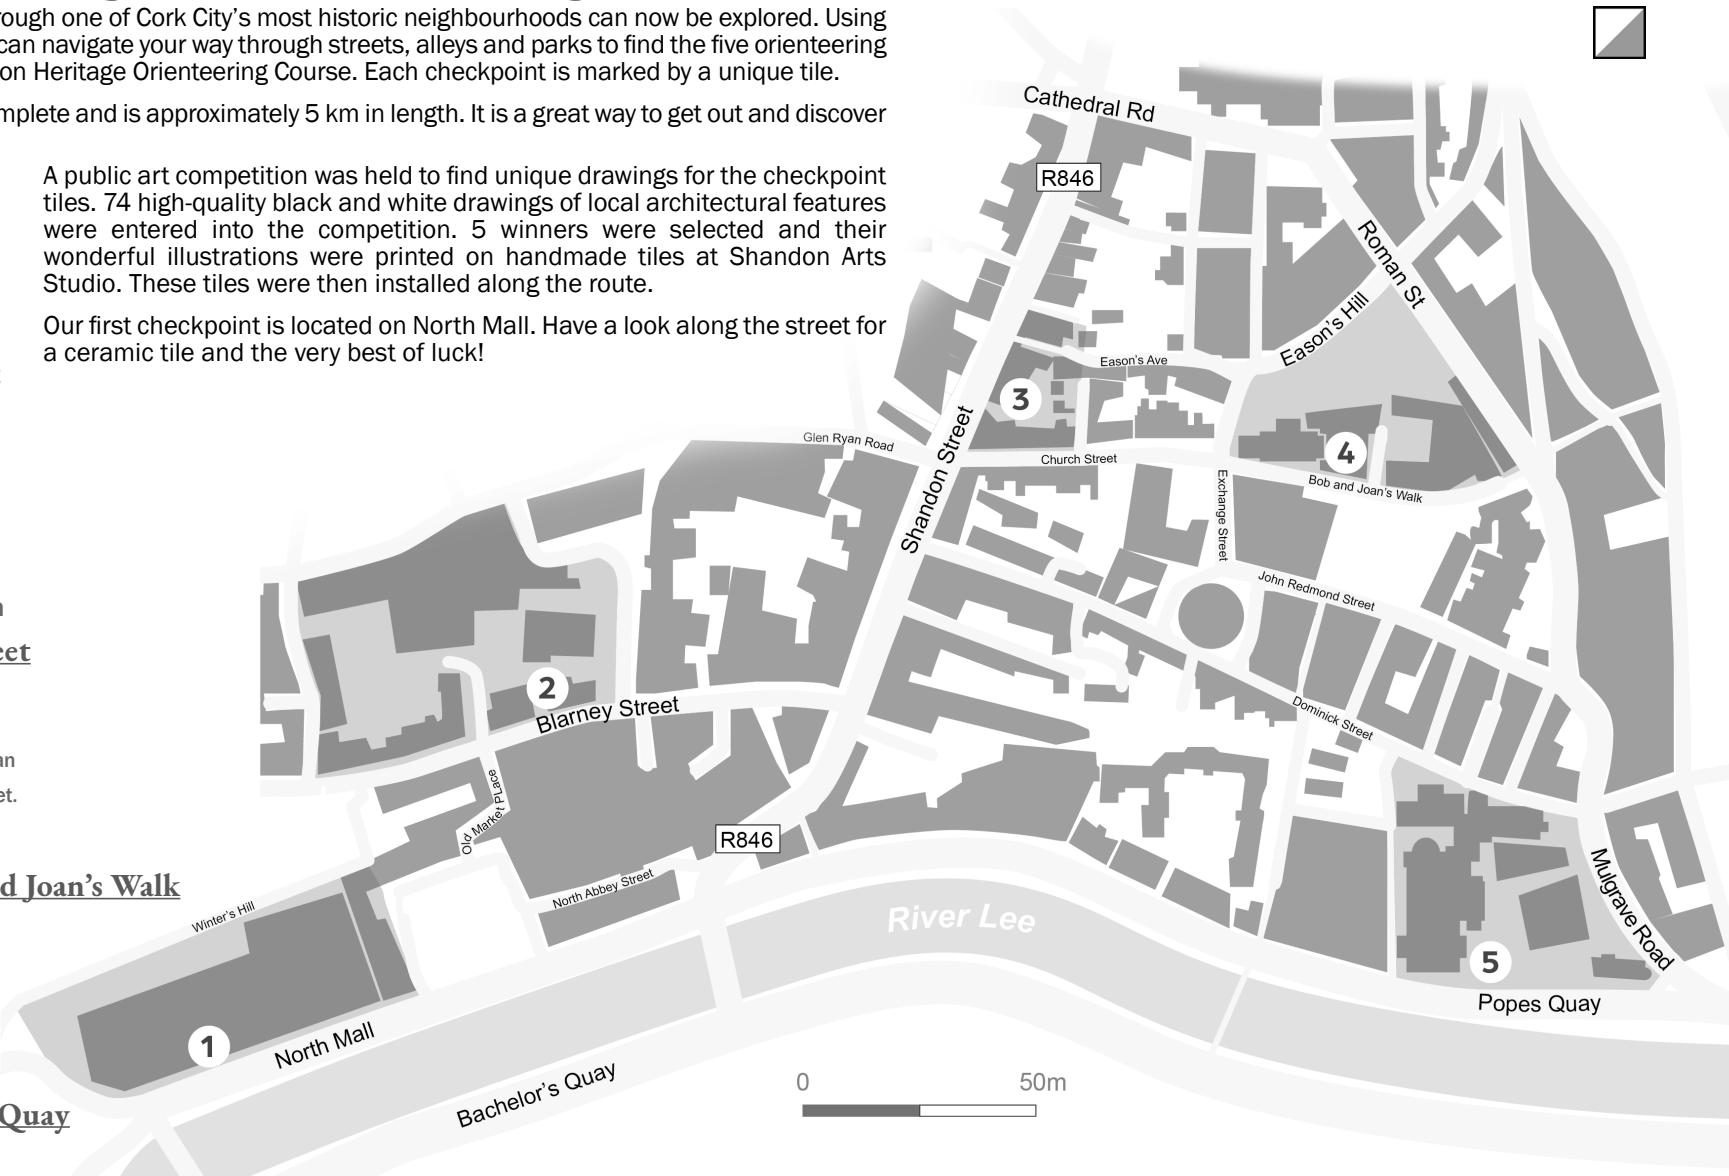 rough one of Cork City's most historic neighbourhoods can now be explored. Using
can navigate your way through streets, alleys and parks to find the five orienteering
on Heritage Orienteering Course. Each checkpoint is marked by a unique tile.
mplete and is approximately 5 km in length. It is a great way to get out and discover
A public art competition was held to find unique drawings for the checkpoint
tiles. 74 high-quality black and white drawings of local architectural features
were entered into the competition. 5 winners were selected and their
wonderful illustrations were printed on handmade tiles at Shandon Arts
Studio. These tiles were then installed along the route.
Our first checkpoint is located on North Mall. Have a look along the street for
a ceramic tile and the very best of luck!
n
eet
an
et.
d Joan's Walk
Quay
Cathedral Rd
R846
Roman St
Eason's Hill
Eason's Ave
3
Glen Ryan Road
Shandon Street
Church Street
4
Bob and Joan's Walk
Exchange Street
John Redmond Street
2
Blarney Street
Dominick Street
Old Market PLace
R846
North Abbey Street
Winter's Hill
River Lee
Mulgrave Road
5
Popes Quay
1
North Mall
Bachelor's Quay
0 50m